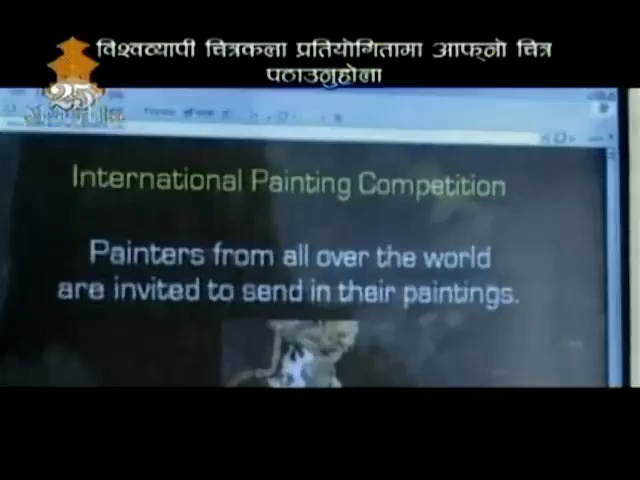 विश्वव्यापी चित्रकला प्रतियोगितामा आफ्नो चित्र
पठाउनुहोला
25
International Painting Competition
Painters from all over the world
are invited to send in their paintings.